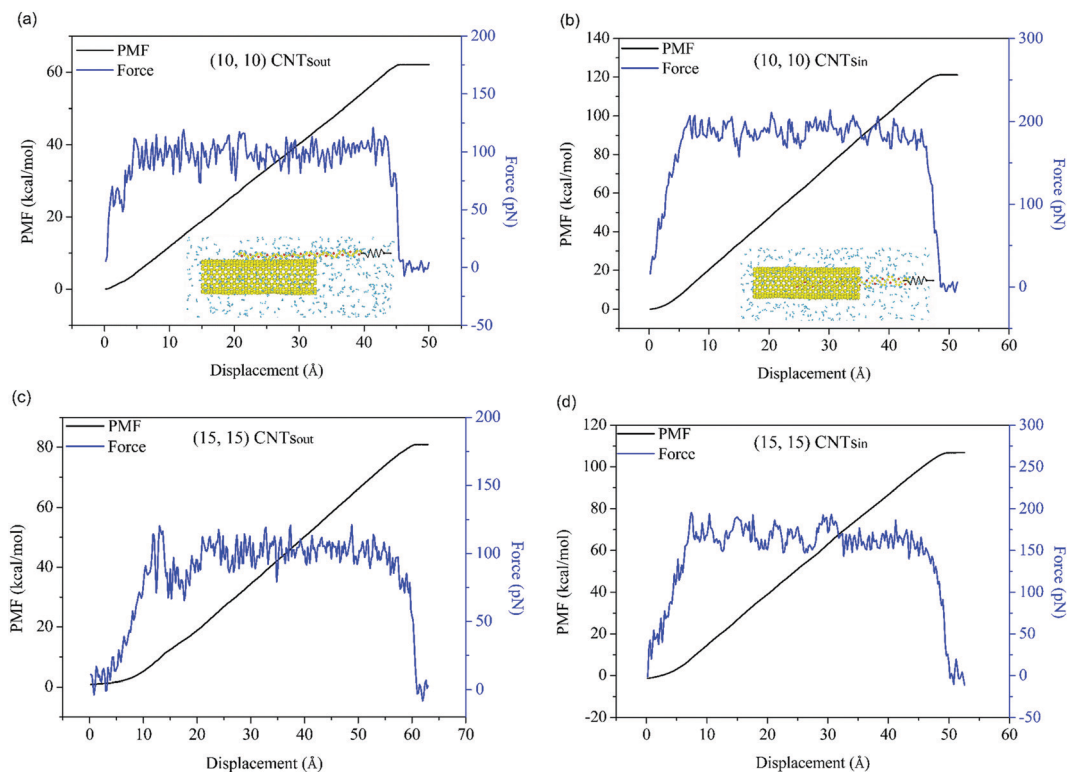 (a)
PMF
Force
(10, 10) CNTSout
PMF (kcal/mol)
60
40
20
0
200
150
100
50
0
-50
Force (pN)
0 10 20 30 40 50
Displacement (Å)
(b)
PMF
Force
(10, 10) CNTSin
PMF (kcal/mol)
140
120
100
80
60
40
20
0
300
200
100
0
Force (pN)
0 10 20 30 40 50 60
Displacement (Å)
(c)
PMF
Force
(15, 15) CNTSout
PMF (kcal/mol)
80
60
40
20
0
200
150
100
50
0
Force (pN)
0 10 20 30 40 50 60 70
Displacement (Å)
(d)
PMF
Force
(15, 15) CNTSin
PMF (kcal/mol)
120
100
80
60
40
20
0
-20
300
250
200
150
100
50
0
-50
Force (pN)
0 10 20 30 40 50 60
Displacement (Å)